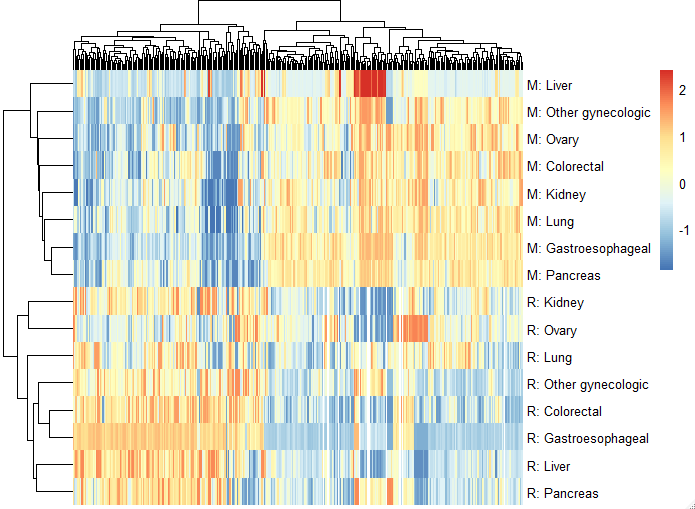 M: Liver
M: Other gynecologic
M: Ovary
M: Colorectal
M: Kidney
M: Lung
M: Gastroesophageal
M: Pancreas
R: Kidney
R: Ovary
R: Lung
R: Other gynecologic
R: Colorectal
R: Gastroesophageal
R: Liver
R: Pancreas
2
1
0
-1